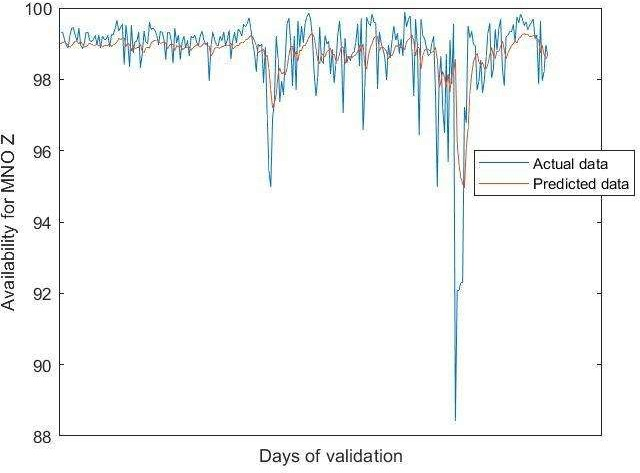 100
98
96
94
92
90
88
Availability for MNO Z
Actual data
Predicted data
Days of validation